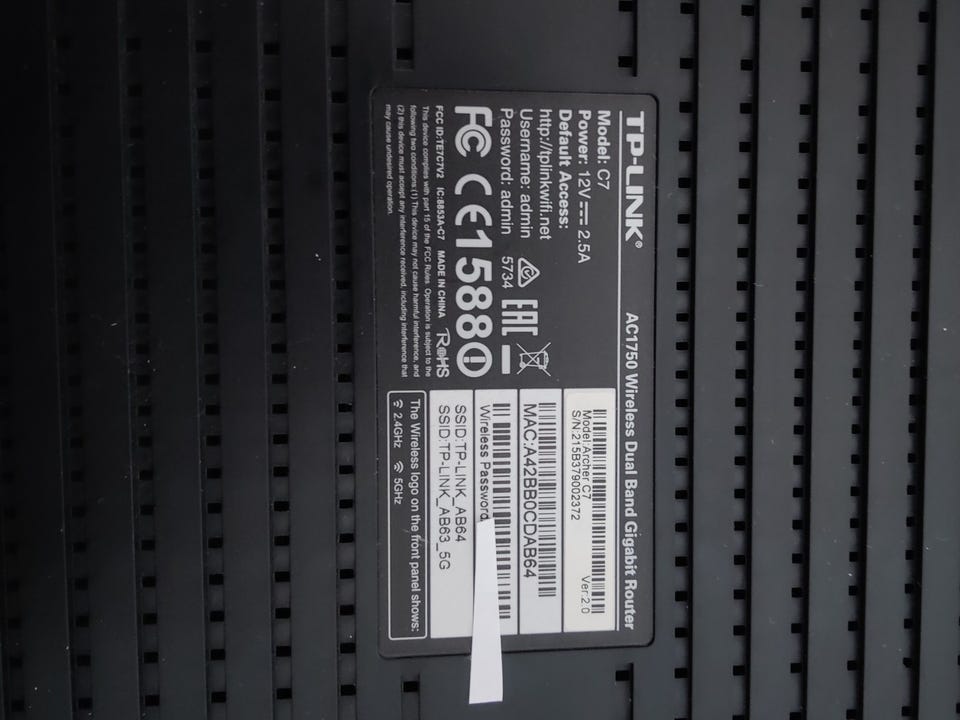 TP-LINK®
AC1750 Wireless Dual Band Gigabit Router
Model: C7
Power: 12V⎓2.5A
Default Access:
http://tplinkwifi.net
Username: admin
Password: admin
5734
EAC
FC CE1588
FCC ID:TE7C7V2 IC:8853A-C7 MADE IN CHINA RoHS
This device complies with part 15 of the FCC Rules. Operation is subject to the
following two conditions:(1) This device may not cause harmful interference, and
(2) this device must accept any interference received, including interference that
may cause undesired operation.
Model:Archer C7 Ver:2.0
S/N:215B379002372
MAC:A42BB0CDAB64
Wireless Password
SSID:TP-LINK_AB64
SSID:TP-LINK_AB63_5G
The Wireless logo on the front panel shows:
2.4GHz 5GHz